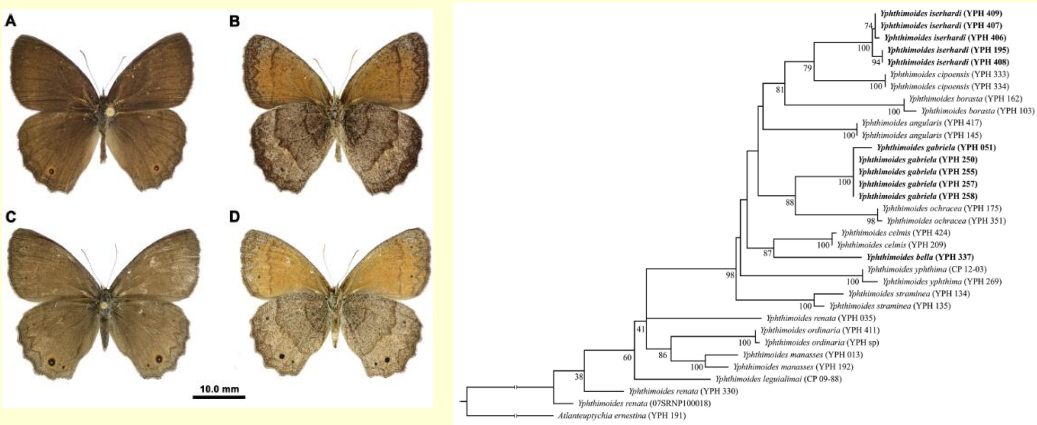 A
B
C
D
10.0 mm
Yphthimoides iserhardi (YPH 409)
74
Yphthimoides iserhardi (YPH 407)
Yphthimoides iserhardi (YPH 406)
100
Yphthimoides iserhardi (YPH 195)
94
Yphthimoides iserhardi (YPH 408)
79
Yphthimoides cipoensis (YPH 333)
100
Yphthimoides cipoensis (YPH 334)
81
Yphthimoides borasta (YPH 162)
100
Yphthimoides borasta (YPH 103)
Yphthimoides angularis (YPH 417)
100
Yphthimoides angularis (YPH 145)
Yphthimoides gabriela (YPH 051)
Yphthimoides gabriela (YPH 250)
Yphthimoides gabriela (YPH 255)
100
Yphthimoides gabriela (YPH 257)
Yphthimoides gabriela (YPH 258)
88
Yphthimoides ochracea (YPH 175)
98
Yphthimoides ochracea (YPH 351)
Yphthimoides celmis (YPH 424)
100
Yphthimoides celmis (YPH 209)
87
Yphthimoides bella (YPH 337)
98
Yphthimoides yphthima (CP 12-03)
100
Yphthimoides yphthima (YPH 269)
Yphthimoides straminea (YPH 134)
100
Yphthimoides straminea (YPH 135)
Yphthimoides renata (YPH 035)
41
Yphthimoides ordinaria (YPH 411)
Yphthimoides ordinaria (YPH sp)
86
Yphthimoides manasses (YPH 013)
60
100
Yphthimoides manasses (YPH 192)
38
Yphthimoides leguialimai (CP 09-88)
Yphthimoides renata (YPH 330)
Yphthimoides renata (07SRNP100018)
Atlanteuptychia ernestina (YPH 191)